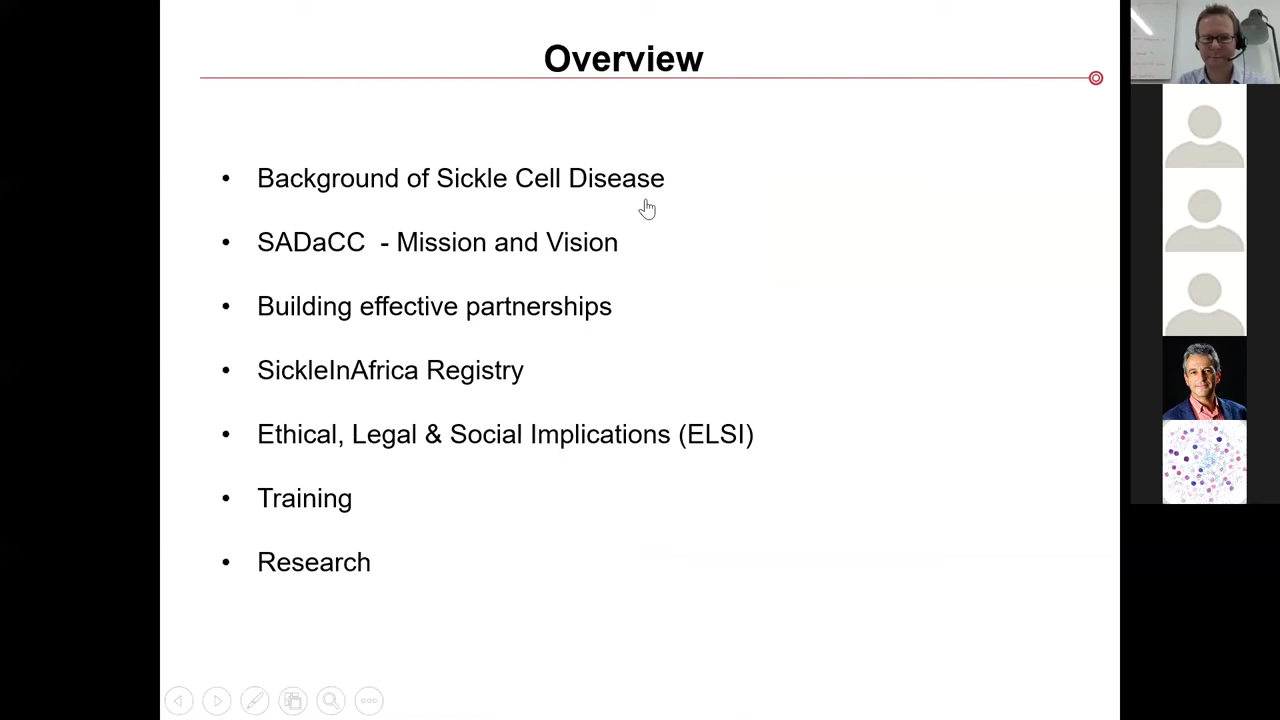 Overview
• Background of Sickle Cell Disease
• SADaCC - Mission and Vision
• Building effective partnerships
• SickleInAfrica Registry
• Ethical, Legal & Social Implications (ELSI)
• Training
• Research